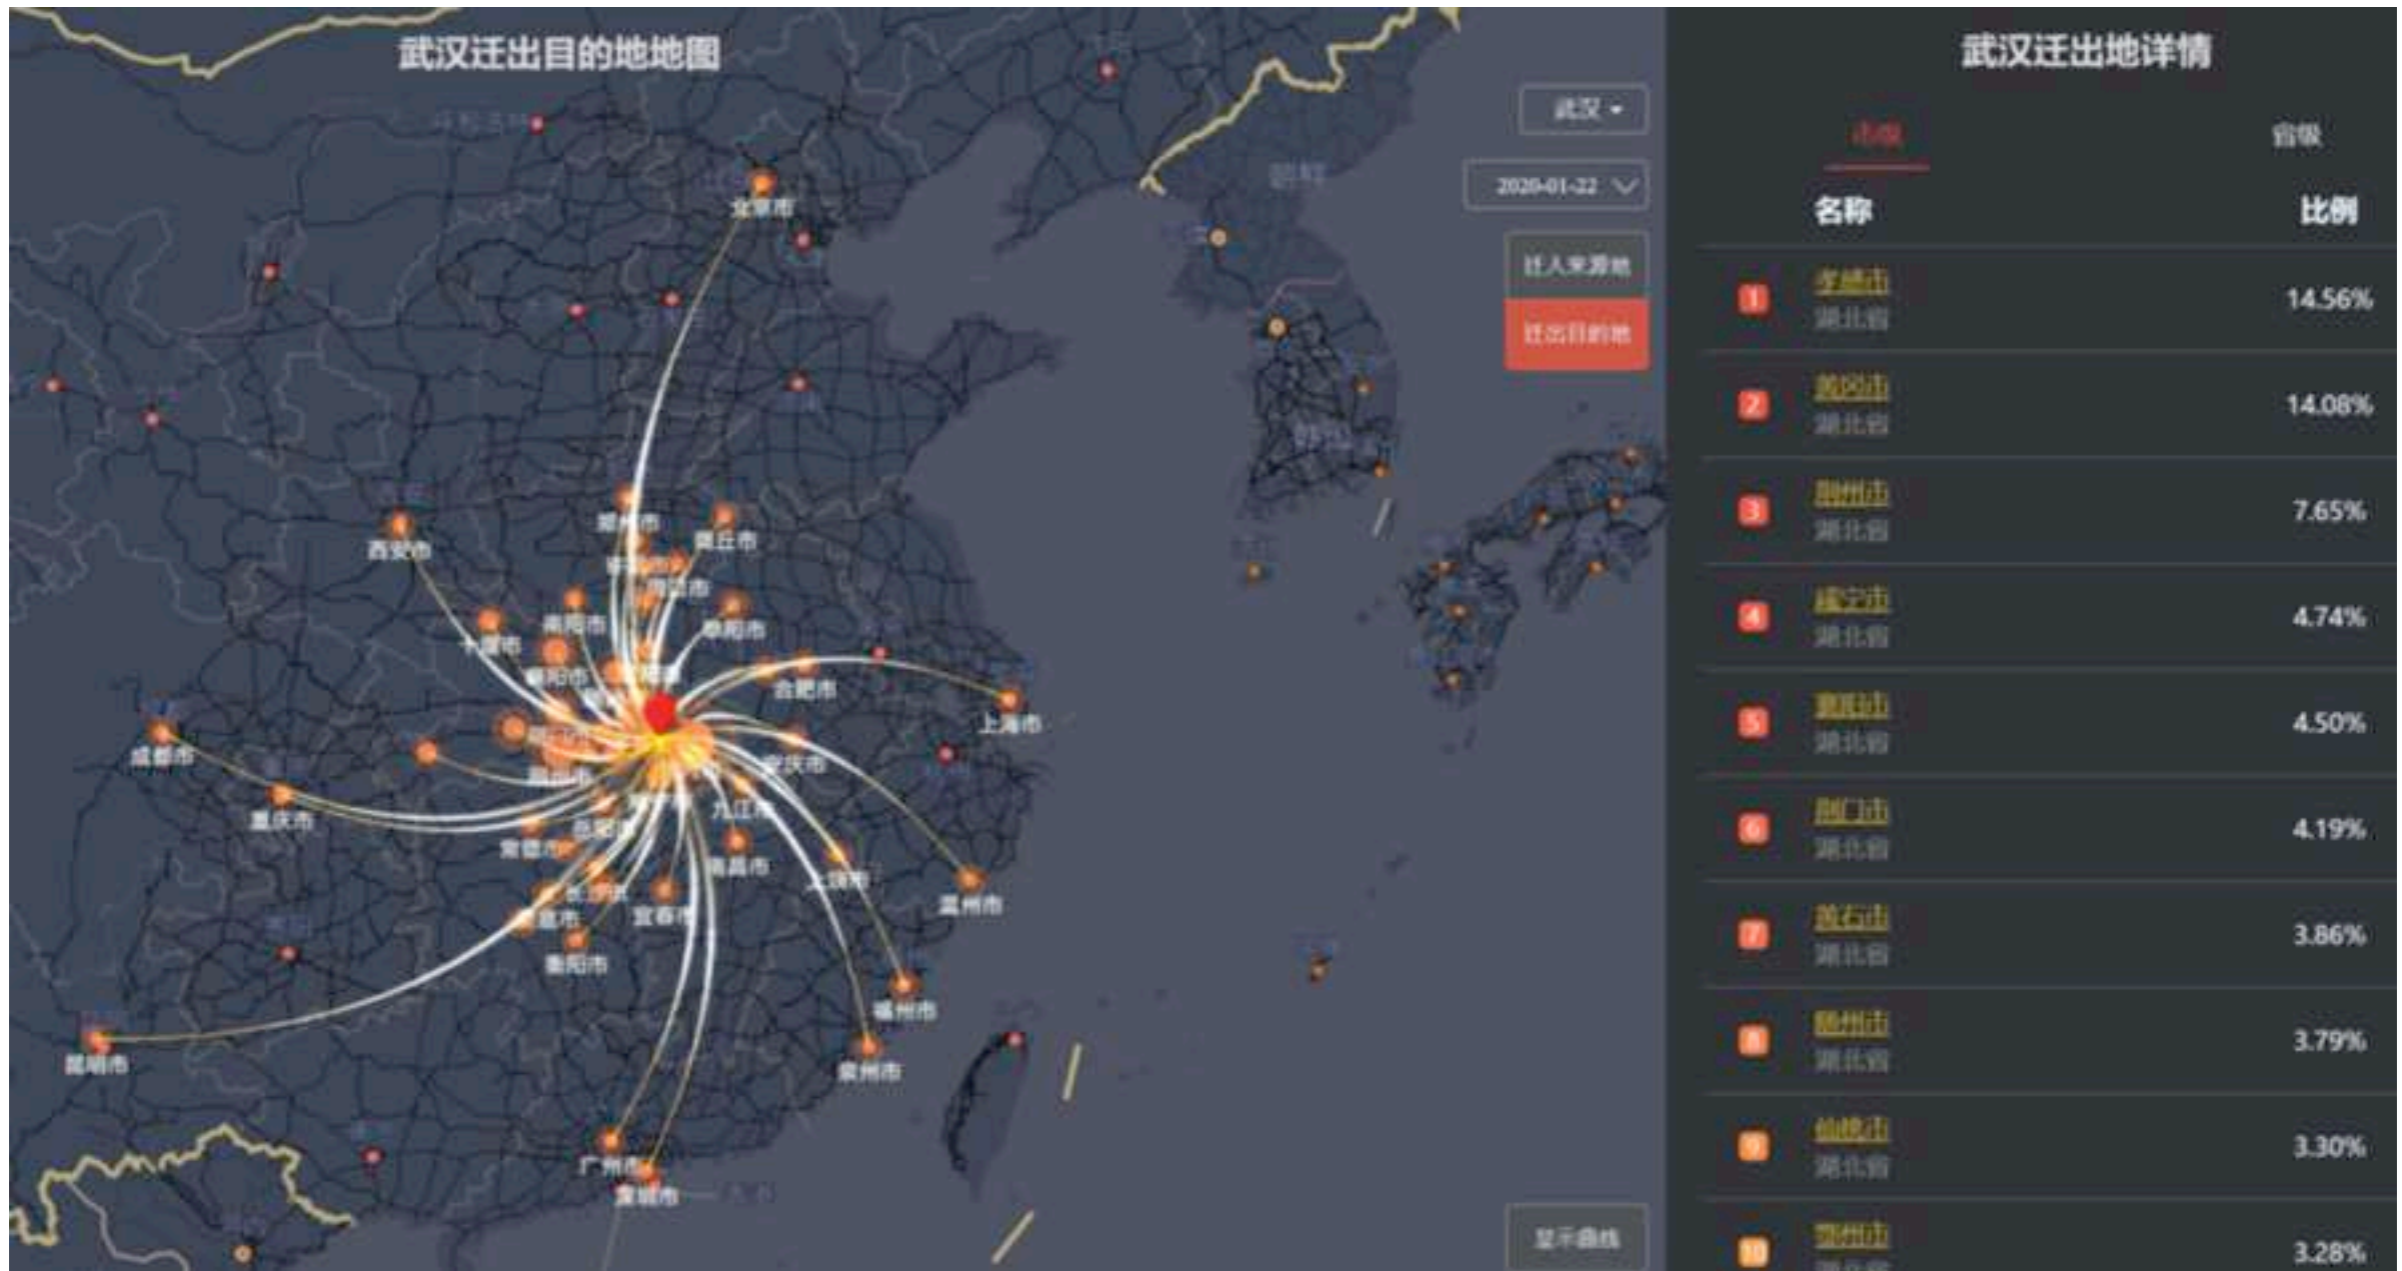 武汉迁出目的地地图
武汉
2020-01-22
迁入来源地
迁出目的地
北京市
西安市
郑州市
商丘市
南阳市
阜阳市
十堰市
襄阳市
合肥市
上海市
成都市
重庆市
安庆市
九江市
岳阳市
常德市
南昌市
上饶市
长沙市
宜春市
温州市
衡阳市
福州市
昆明市
泉州市
广州市
深圳市
显示曲线
武汉迁出地详情
市级 省级
名称 比例
1 孝感市 14.56%
湖北省
2 黄冈市 14.08%
湖北省
3 荆州市 7.65%
湖北省
4 咸宁市 4.74%
湖北省
5 襄阳市 4.50%
湖北省
6 荆门市 4.19%
湖北省
7 黄石市 3.86%
湖北省
8 随州市 3.79%
湖北省
9 仙桃市 3.30%
湖北省
10 鄂州市 3.28%